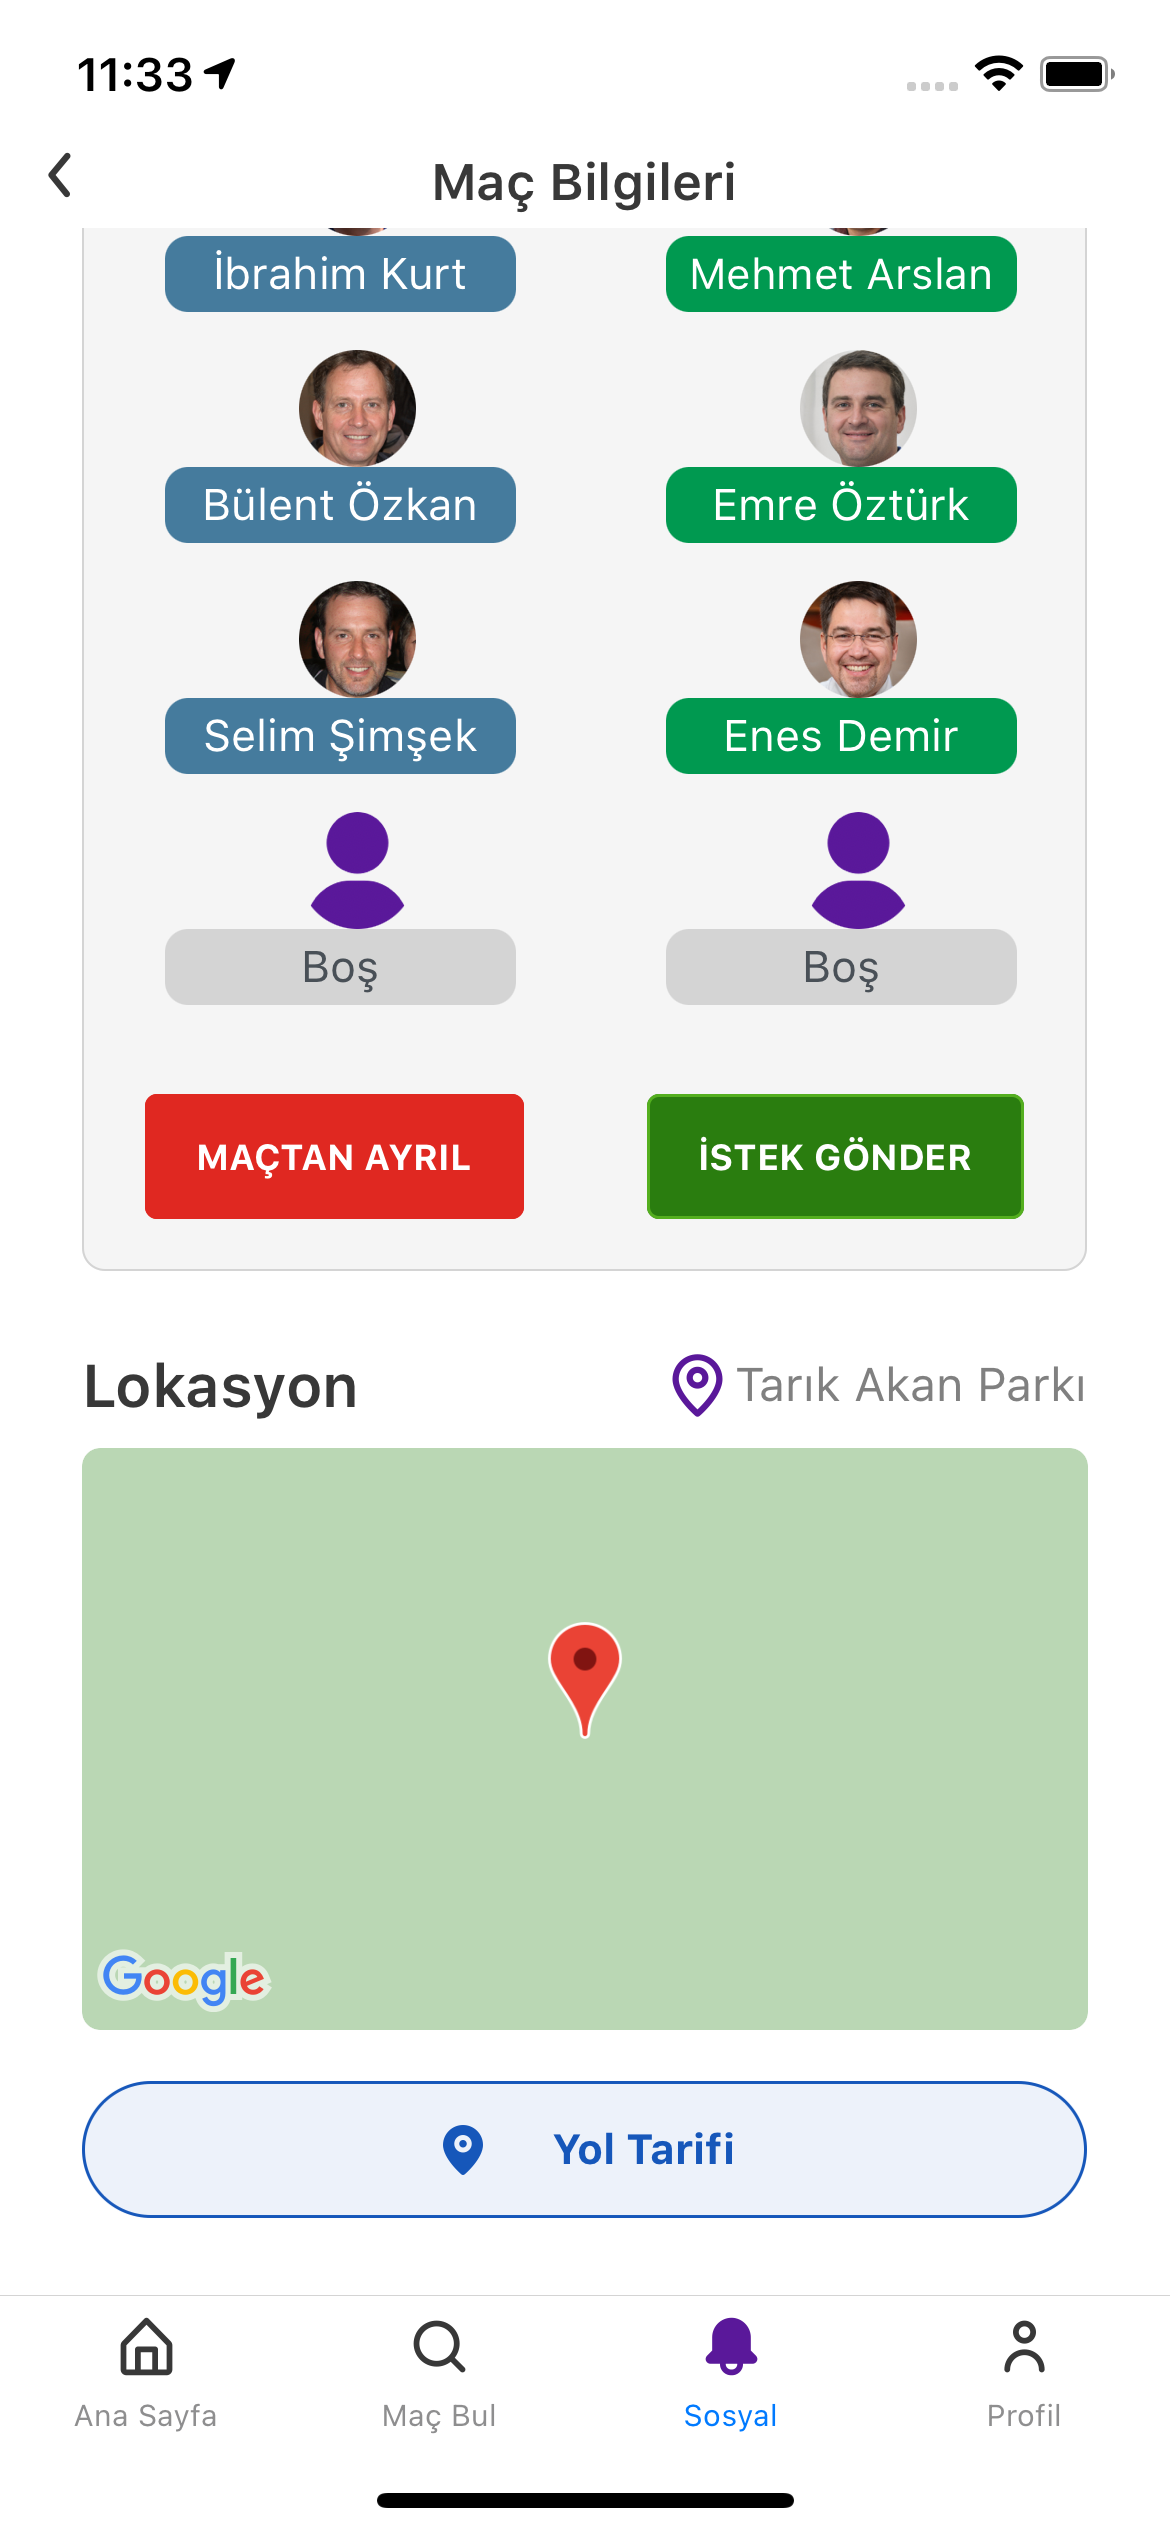 11:33
Maç Bilgileri
İbrahim Kurt
Mehmet Arslan
Bülent Özkan
Emre Öztürk
Selim Şimşek
Enes Demir
Boş
Boş
MAÇTAN AYRIL
İSTEK GÖNDER
Lokasyon
Tarık Akan Parkı
Google
Yol Tarifi
Ana Sayfa
Maç Bul
Sosyal
Profil